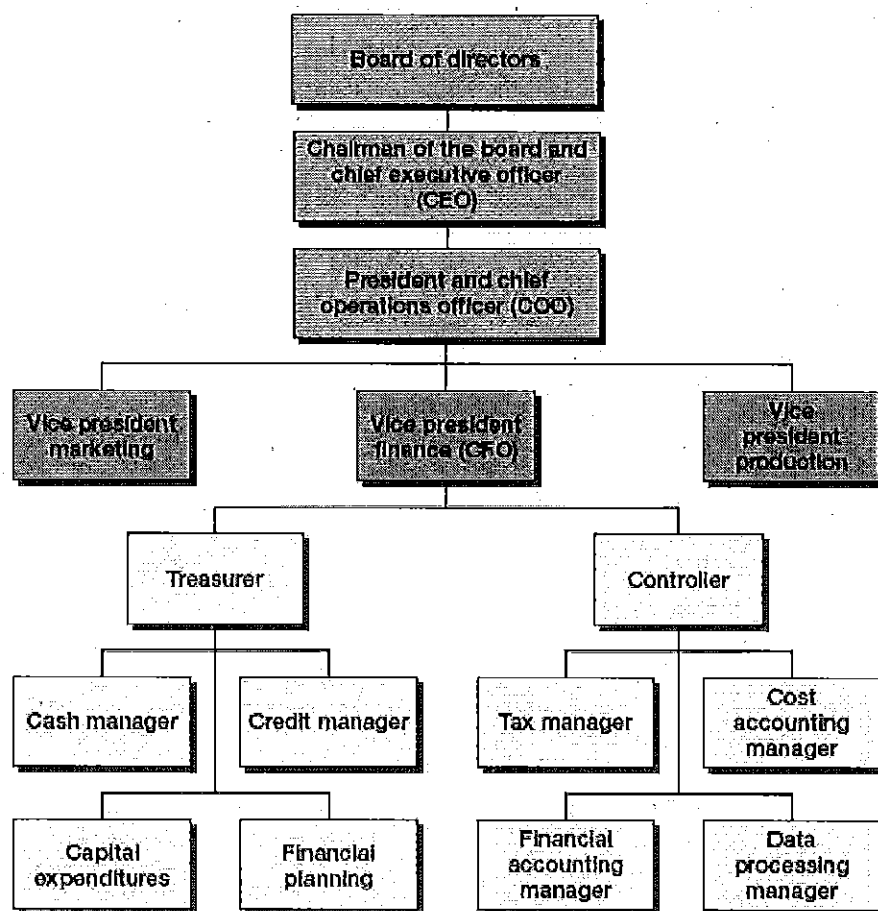 Board of directors
Chairman of the board and
chief executive officer
(CEO)
President and chief
operations officer (COO)
Vice president
marketing
Vice president
finance (CFO)
Vice
president
production
Treasurer
Controller
Cash manager
Credit manager
Tax manager
Cost
accounting
manager
Capital
expenditures
Financial
planning
Financial
accounting
manager
Data
processing
manager